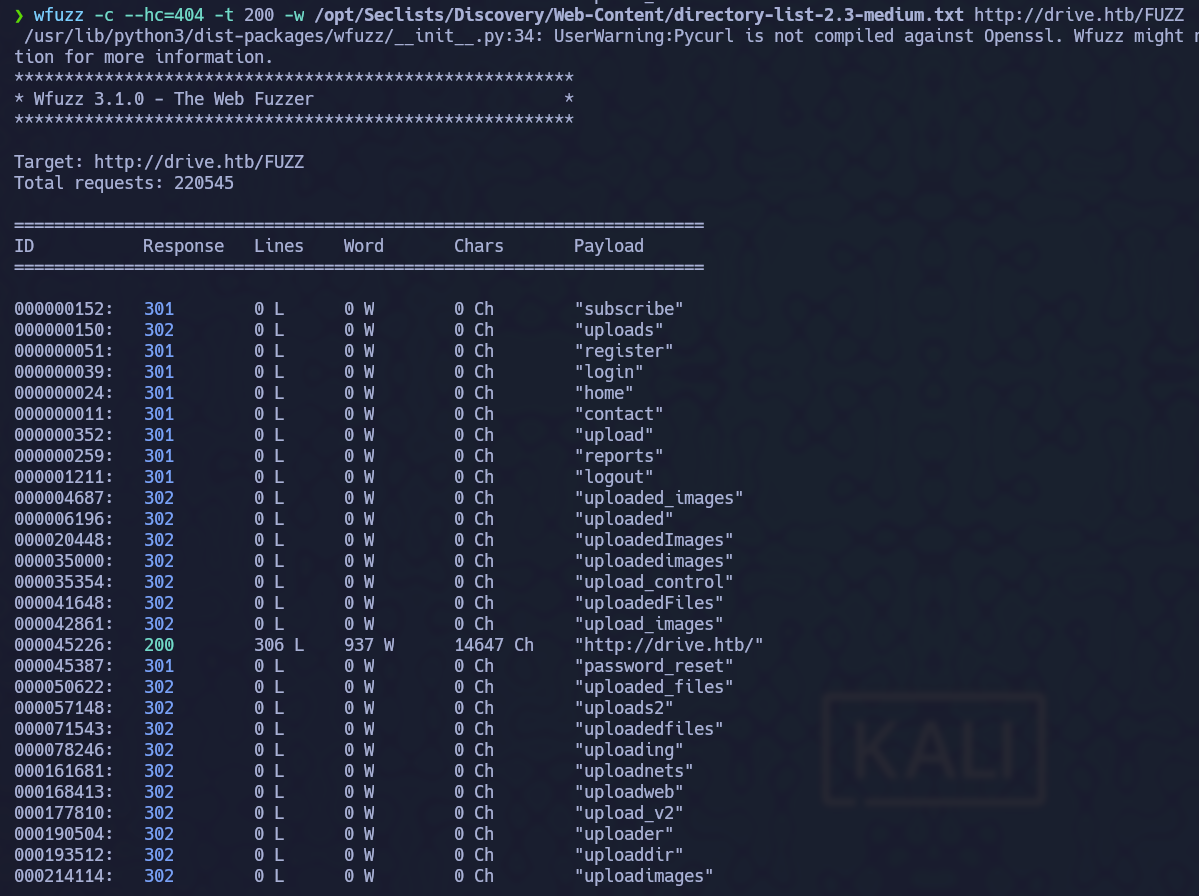 ❯ wfuzz -c --hc=404 -t 200 -w /opt/Seclists/Discovery/Web-Content/directory-list-2.3-medium.txt http://drive.htb/FUZZ
/usr/lib/python3/dist-packages/wfuzz/__init__.py:34: UserWarning:Pycurl is not compiled against Openssl. Wfuzz might
tion for more information.
********************************************************
* Wfuzz 3.1.0 - The Web Fuzzer                         *
********************************************************
Target: http://drive.htb/FUZZ
Total requests: 220545
=====================================================================
ID           Response   Lines    Word       Chars       Payload
=====================================================================
000000152:   301        0 L      0 W        0 Ch        "subscribe"
000000150:   302        0 L      0 W        0 Ch        "uploads"
000000051:   301        0 L      0 W        0 Ch        "register"
000000039:   301        0 L      0 W        0 Ch        "login"
000000024:   301        0 L      0 W        0 Ch        "home"
000000011:   301        0 L      0 W        0 Ch        "contact"
000000352:   301        0 L      0 W        0 Ch        "upload"
000000259:   301        0 L      0 W        0 Ch        "reports"
000001211:   301        0 L      0 W        0 Ch        "logout"
000004687:   302        0 L      0 W        0 Ch        "uploaded_images"
000006196:   302        0 L      0 W        0 Ch        "uploaded"
000020448:   302        0 L      0 W        0 Ch        "uploadedImages"
000035000:   302        0 L      0 W        0 Ch        "uploadedimages"
000035354:   302        0 L      0 W        0 Ch        "upload_control"
000041648:   302        0 L      0 W        0 Ch        "uploadedFiles"
000042861:   302        0 L      0 W        0 Ch        "upload_images"
000045226:   200        306 L    937 W      14647 Ch    "http://drive.htb/"
000045387:   301        0 L      0 W        0 Ch        "password_reset"
000050622:   302        0 L      0 W        0 Ch        "uploaded_files"
000057148:   302        0 L      0 W        0 Ch        "uploads2"
000071543:   302        0 L      0 W        0 Ch        "uploadedfiles"
000078246:   302        0 L      0 W        0 Ch        "uploading"
000161681:   302        0 L      0 W        0 Ch        "uploadnets"
000168413:   302        0 L      0 W        0 Ch        "uploadweb"
000177810:   302        0 L      0 W        0 Ch        "upload_v2"
000190504:   302        0 L      0 W        0 Ch        "uploader"
000193512:   302        0 L      0 W        0 Ch        "uploaddir"
000214114:   302        0 L      0 W        0 Ch        "uploadimages"
KALI